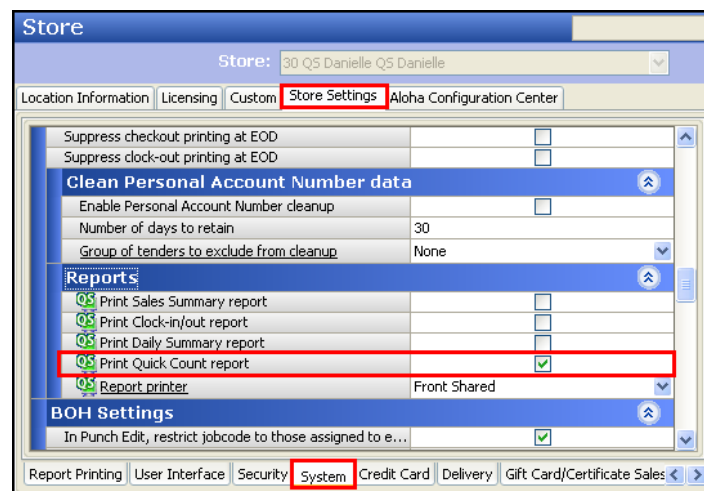 Store
Store: 30 QS Danielle QS Danielle
Location Information Licensing Custom Store Settings Aloha Configuration Center
Suppress checkout printing at EOD
Suppress clock-out printing at EOD
Clean Personal Account Number data
Enable Personal Account Number cleanup
Number of days to retain 30
Group of tenders to exclude from cleanup None
Reports
QS Print Sales Summary report
QS Print Clock-in/out report
QS Print Daily Summary report
QS Print Quick Count report
QS Report printer Front Shared
BOH Settings
In Punch Edit, restrict jobcode to those assigned to e...
Report Printing User Interface Security System Credit Card Delivery Gift Card/Certificate Sales